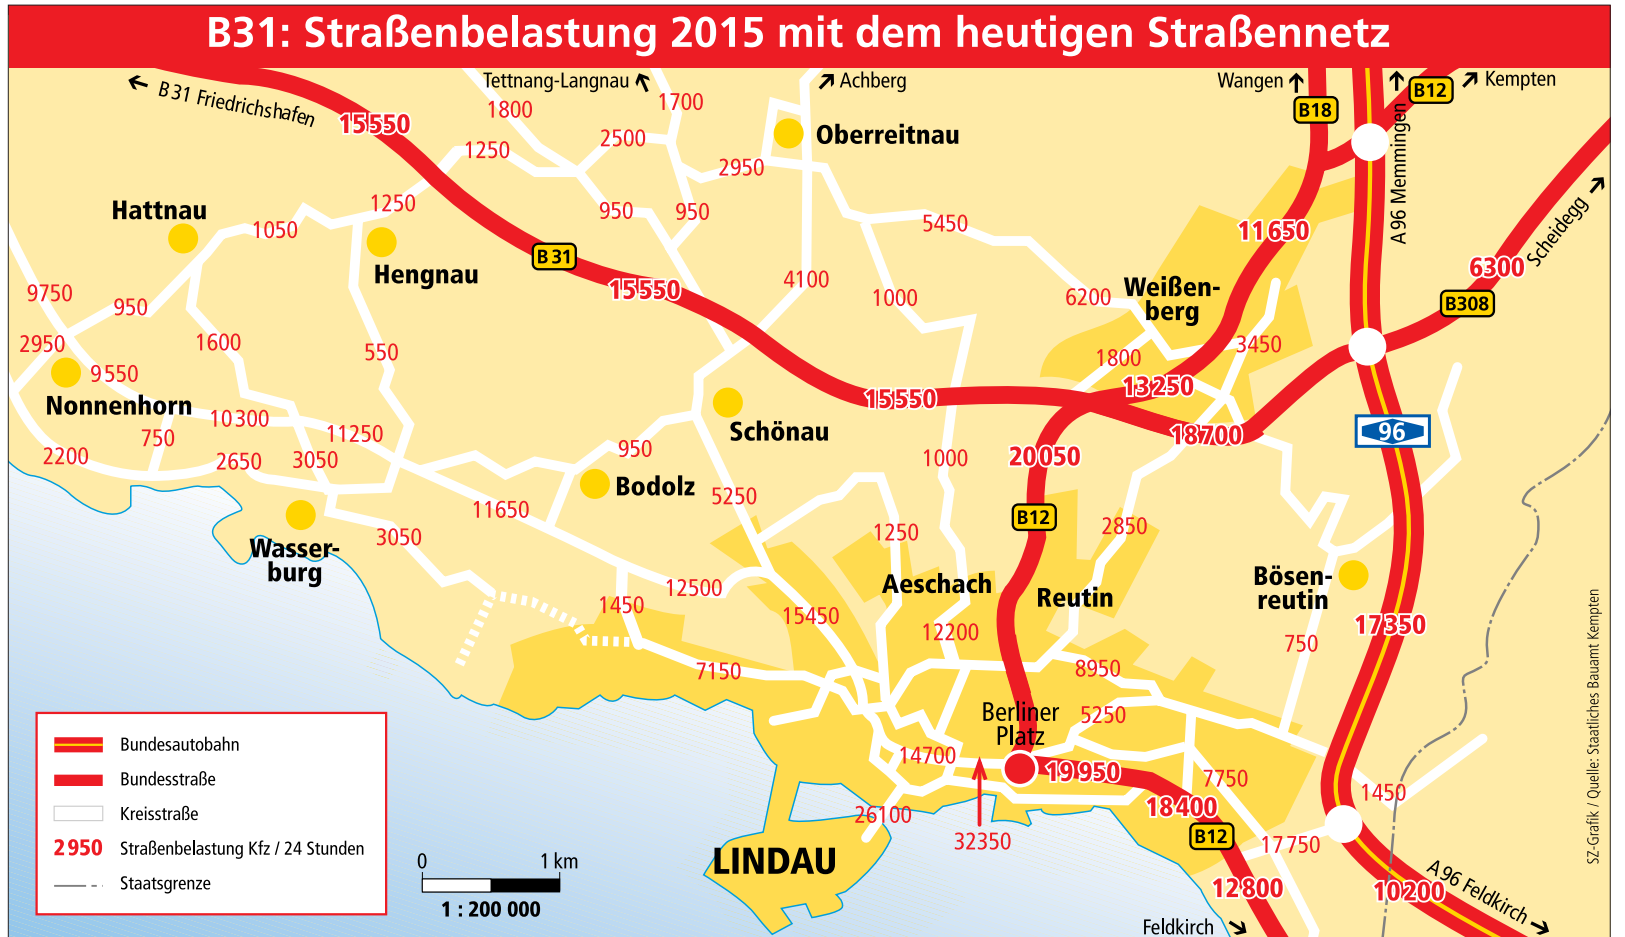 B31: Straßenbelastung 2015 mit dem heutigen Straßennetz
B 31 Friedrichshafen
Tettnang-Langnau
Achberg
Wangen
A 96 Memmingen
B12
Kempten
B18
15550
1800
1700
2500
1250
2950
Oberreitnau
Hattnau
1250
1050
950
950
5450
11650
Scheidegg
6300
B308
Hengnau
B 31
15550
4100
1000
6200
Weißen-
berg
9750
950
2950
1600
550
9550
1800
3450
13250
Nonnenhorn
15550
18700
96
10300
750
11250
Schönau
2200
2650
3050
950
20050
1000
Bodolz
5250
11650
B12
2850
3050
1250
Wasser-
burg
Aeschach
Reutin
Bösen-
reutin
12500
1450
15450
12200
17350
750
7150
8950
Berliner
Platz
5250
14700
19950
7750
1450
18400
26100
32350
B12
17750
LINDAU
12800
10200
A 96 Feldkirch
Feldkirch
Bundesautobahn
Bundesstraße
Kreisstraße
2950 Straßenbelastung Kfz / 24 Stunden
Staatsgrenze
0 1 km
1 : 200 000
SZ-Grafik / Quelle: Staatliches Bauamt Kempten